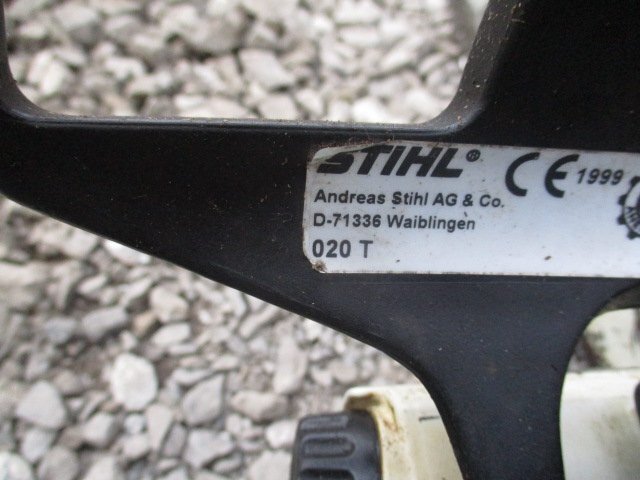 STIHL® CE 1999
Andreas Stihl AG & Co.
D-71336 Waiblingen
020 T